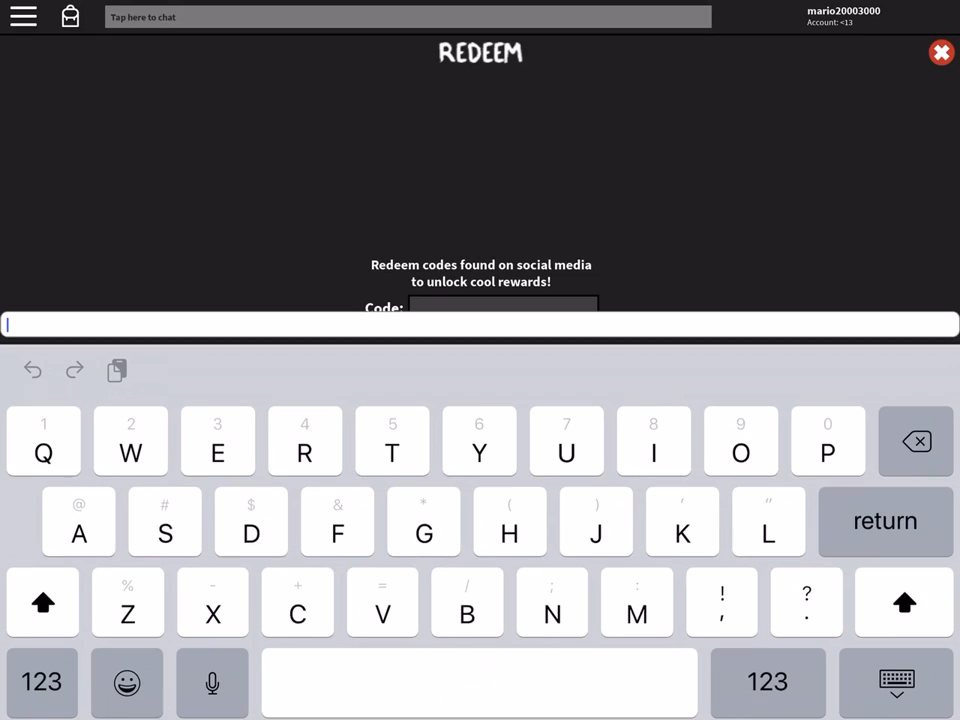 Tap here to chat
mario20003000
Account: <13
REDEEM
Redeem codes found on social media
to unlock cool rewards!
Code:
1 2 3 4 5 6 7 8 9 0
Q W E R T Y U I O P
@ # $ & * ( ) ' "
A S D F G H J K L return
% - + = / ; : ! ?
Z X C V B N M , .
123 123